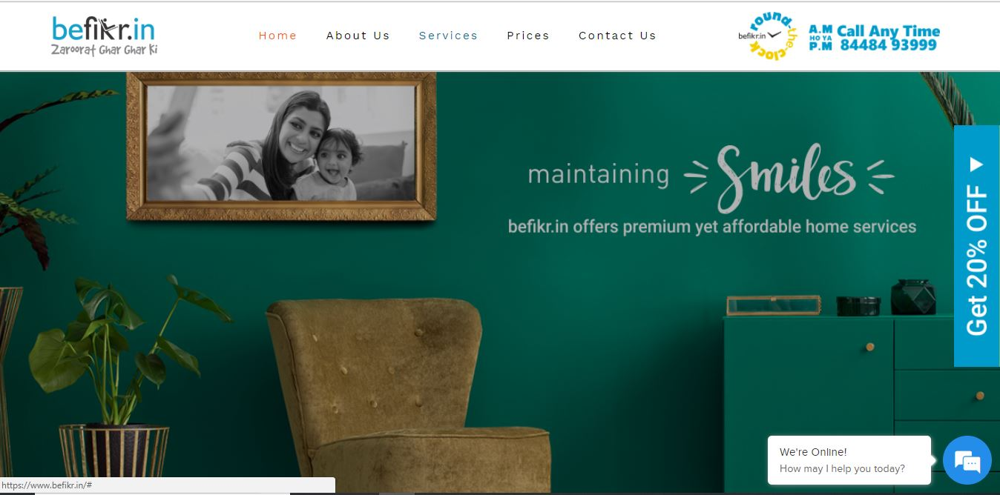 befikr.in
Zaroorat Ghar Ghar Ki
Home
About Us
Services
Prices
Contact Us
round
the-clock
befikr.in
A.M
HO YA
P.M
Call Any Time
84484 93999
maintaining Smiles
befikr.in offers premium yet affordable home services
Get 20% OFF
We're Online!
How may I help you today?
https://www.befikr.in/#